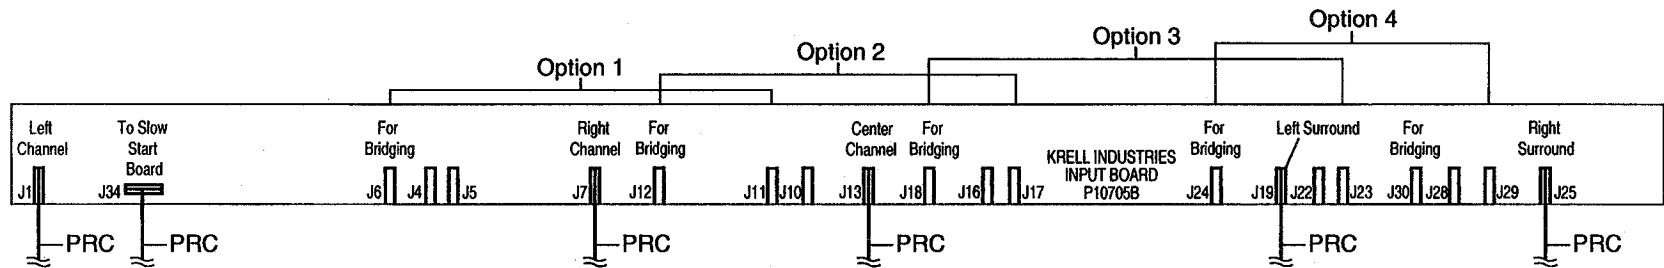 Option 4
Option 3
Option 2
Option 1
Left
Channel
To Slow
Start
Board
For
Bridging
Right
Channel
For
Bridging
Center
Channel
For
Bridging
KRELL INDUSTRIES
INPUT BOARD
P10705B
For
Bridging
Left Surround
For
Bridging
Right
Surround
J1
J34
J6
J4
J5
J7
J12
J11
J10
J13
J18
J16
J17
J24
J19
J22
J23
J30
J28
J29
J25
PRC
PRC
PRC
PRC
PRC
PRC